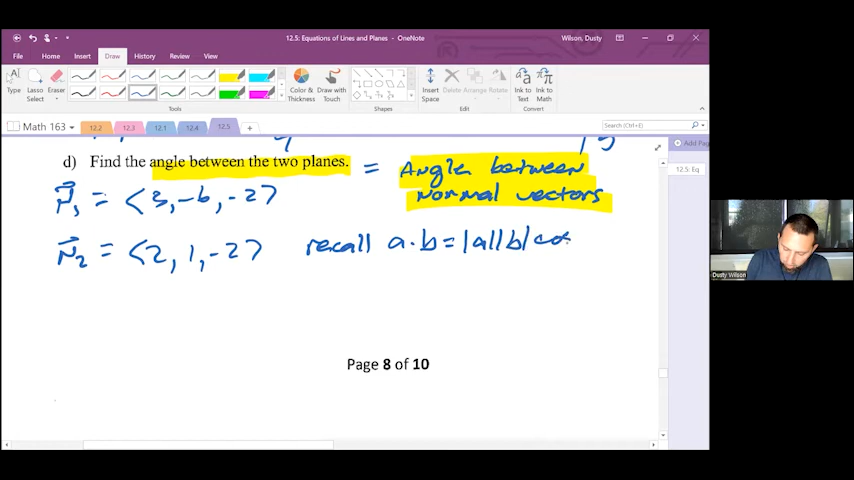 12.5: Equations of Lines and Planes - OneNote
Wilson, Dusty
File Home Insert Draw History Review View
Type
Lasso Select
Eraser
Color & Thickness
Draw with Touch
Insert Space
Delete
Arrange
Rotate
Ink to Text
Ink to Math
Tools
Shapes
Edit
Convert
Math 163
12.2 12.3 12.1 12.4 12.5 +
Search (Ctrl+E)
Add Page
12.5: Eq
d) Find the angle between the two planes. = Angle between
normal vectors
n₁ = <3, -6, -2>
n₂ = <2, 1, -2> recall a · b = |a||b| cos
Page 8 of 10
Dusty Wilson